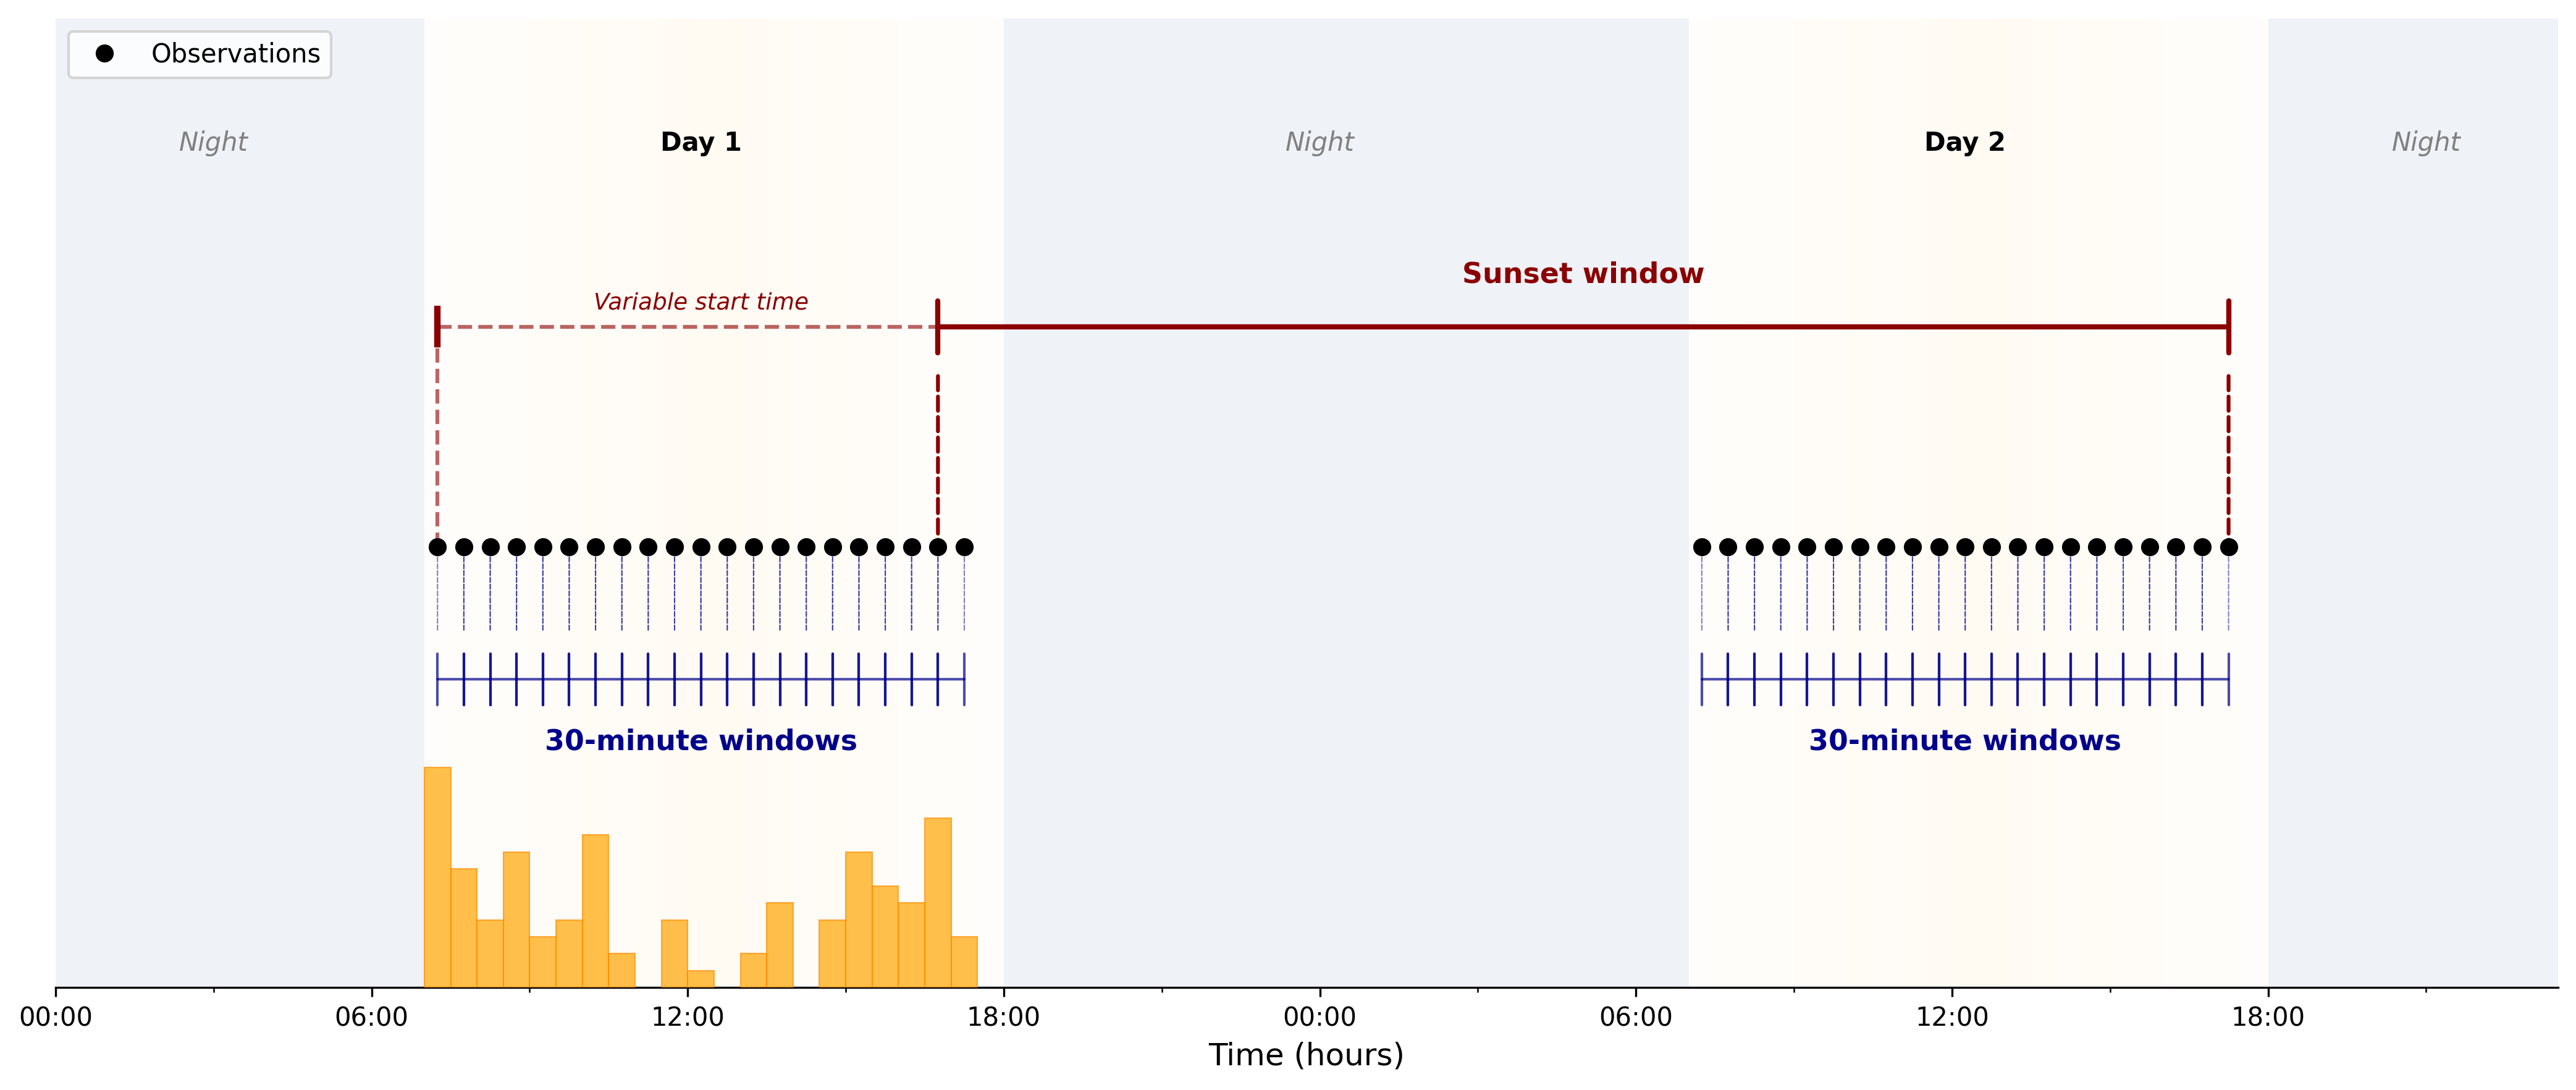 Observations
Night
Day 1
Night
Day 2
Night
Sunset window
Variable start time
30-minute windows
30-minute windows
00:00
06:00
12:00
18:00
00:00
06:00
12:00
18:00
Time (hours)